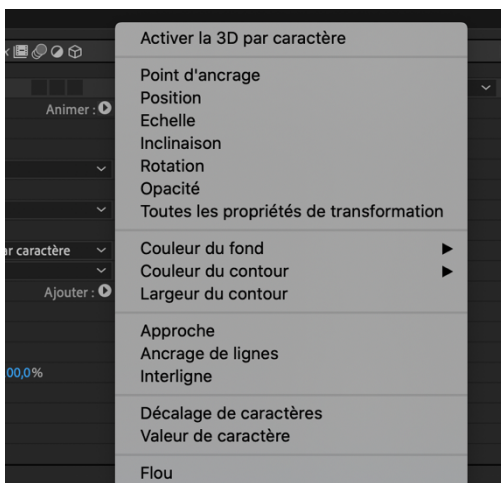 Activer la 3D par caractère
Point d'ancrage
Position
Animer :
Echelle
Inclinaison
Rotation
Opacité
Toutes les propriétés de transformation
ar caractère
Couleur du fond
Couleur du contour
Ajouter :
Largeur du contour
Approche
Ancrage de lignes
00,0%
Interligne
Décalage de caractères
Valeur de caractère
Flou